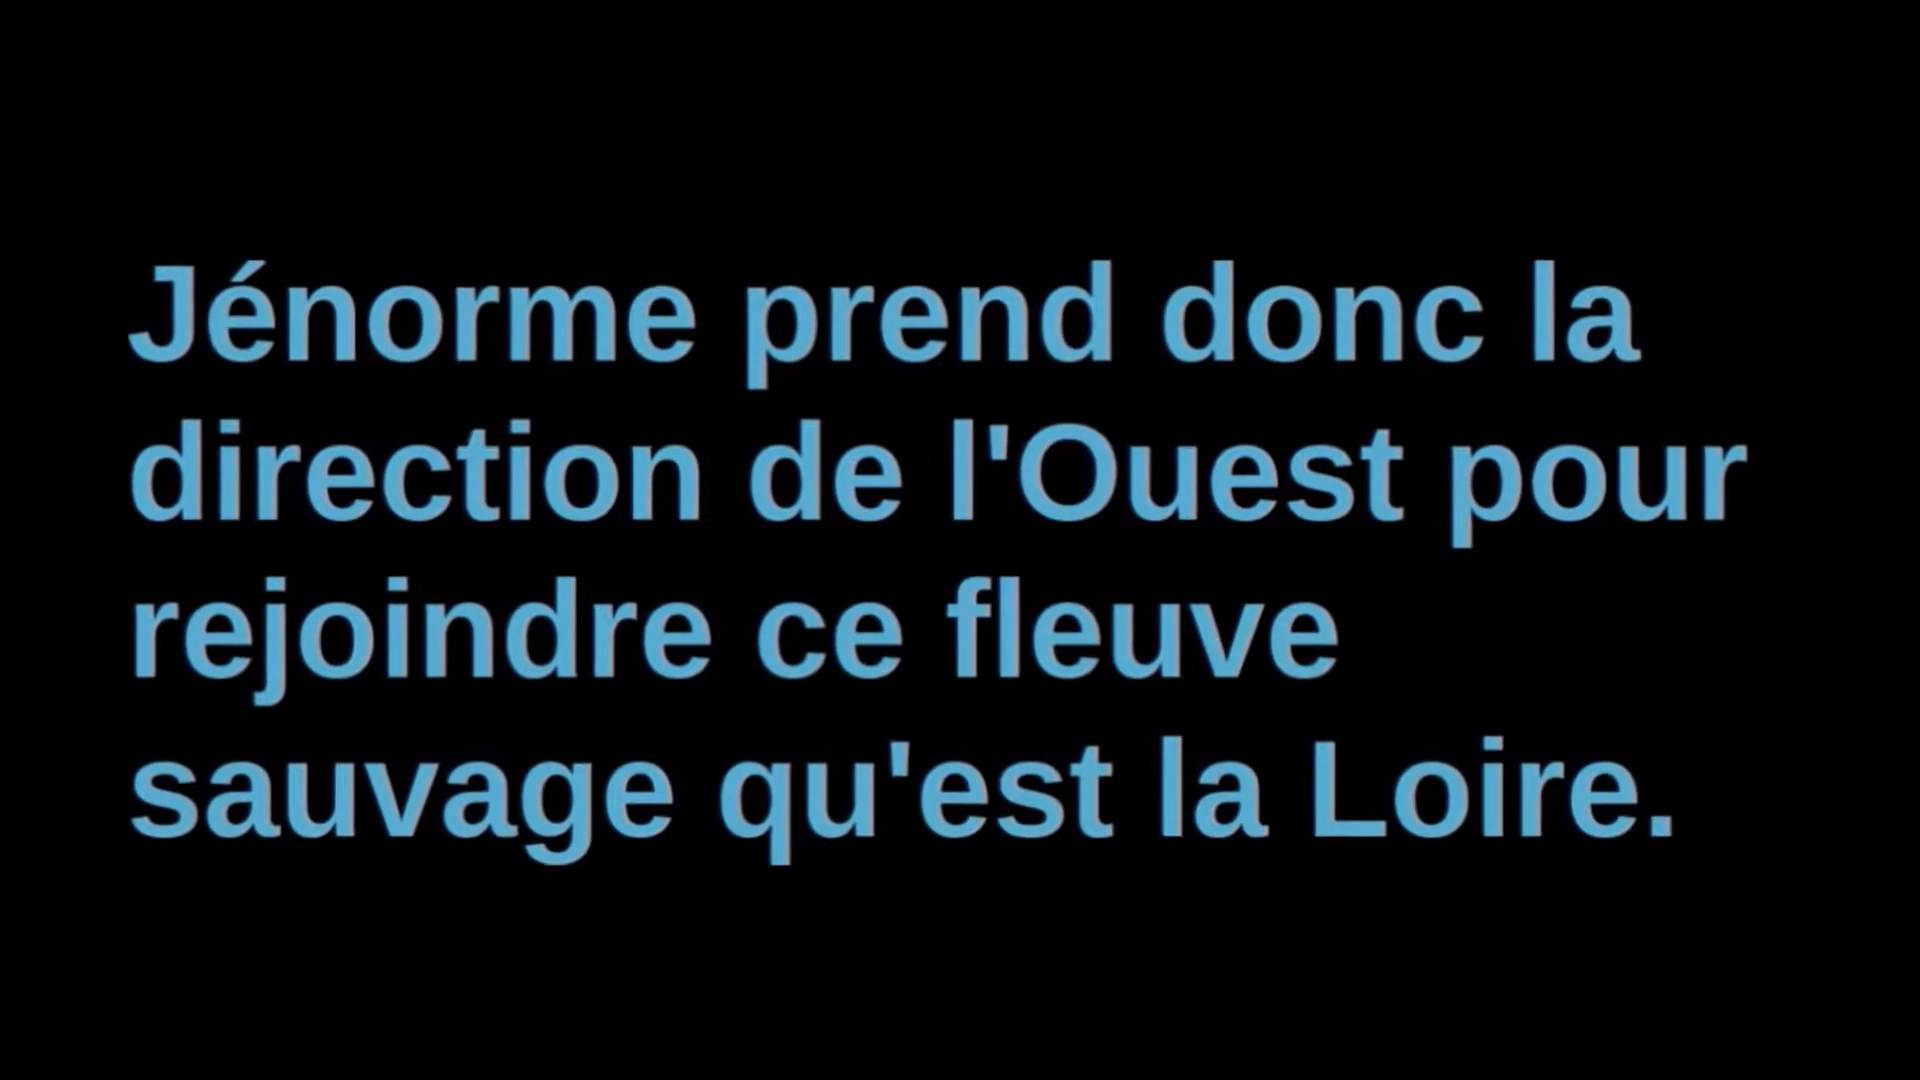 Jénorme prend donc la
direction de l'Ouest pour
rejoindre ce fleuve
sauvage qu'est la Loire.